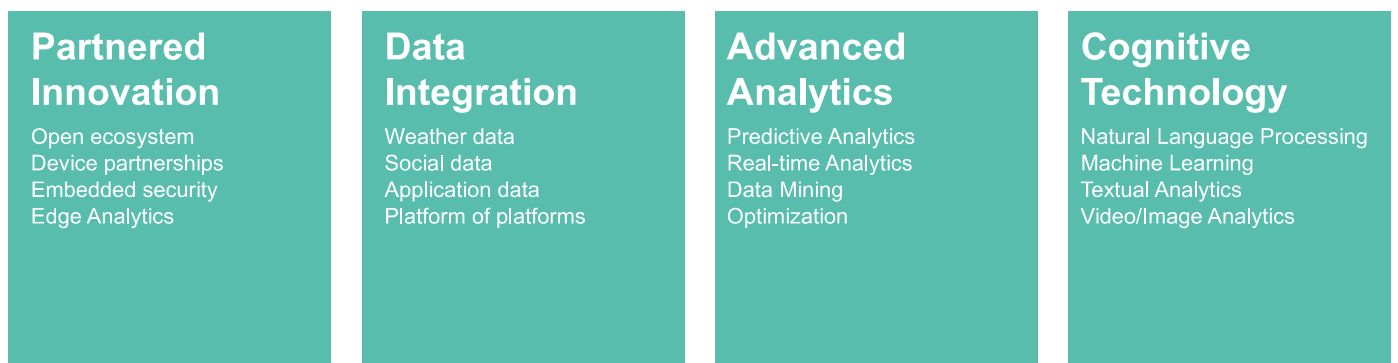 Partnered
Innovation
Open ecosystem
Device partnerships
Embedded security
Edge Analytics
Data
Integration
Weather data
Social data
Application data
Platform of platforms
Advanced
Analytics
Predictive Analytics
Real-time Analytics
Data Mining
Optimization
Cognitive
Technology
Natural Language Processing
Machine Learning
Textual Analytics
Video/Image Analytics